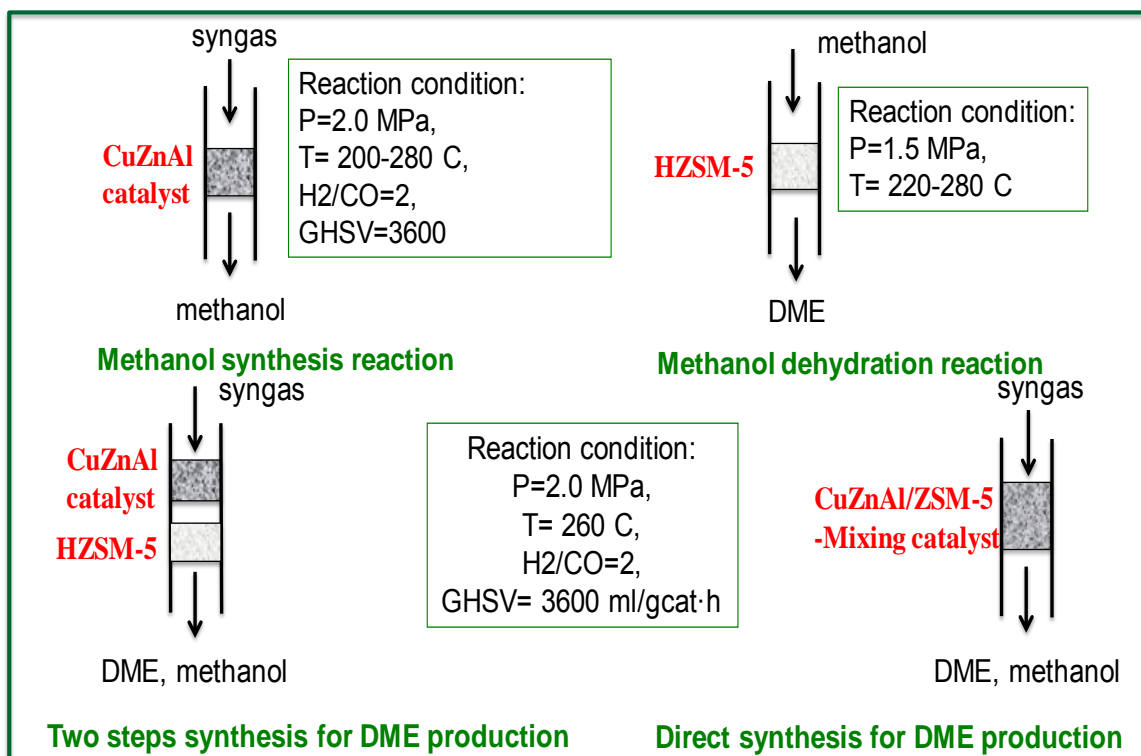 syngas
CuZnAl
catalyst
Reaction condition:
P=2.0 MPa,
T= 200-280 C,
H2/CO=2,
GHSV=3600
methanol
Methanol synthesis reaction
methanol
HZSM-5
Reaction condition:
P=1.5 MPa,
T= 220-280 C
DME
Methanol dehydration reaction
syngas
CuZnAl
catalyst
HZSM-5
DME, methanol
Two steps synthesis for DME production
Reaction condition:
P=2.0 MPa,
T= 260 C,
H2/CO=2,
GHSV= 3600 ml/gcat·h
syngas
CuZnAl/ZSM-5
-Mixing catalyst
DME, methanol
Direct synthesis for DME production